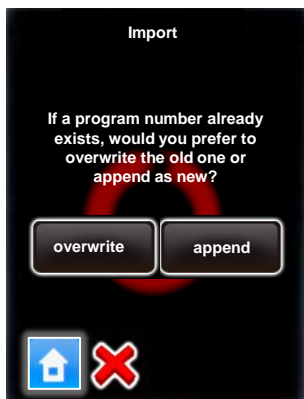 Import
If a program number already
exists, would you prefer to
overwrite the old one or
append as new?
overwrite append